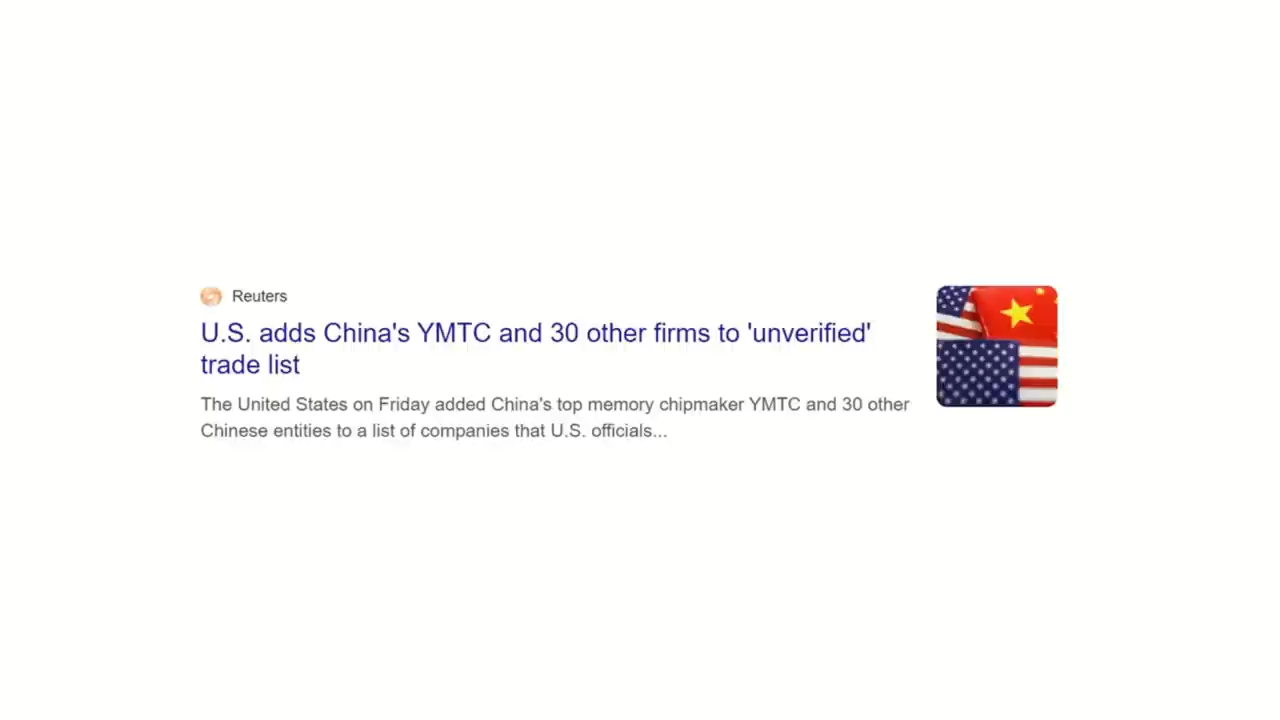 Reuters
U.S. adds China's YMTC and 30 other firms to 'unverified'
trade list
The United States on Friday added China's top memory chipmaker YMTC and 30 other
Chinese entities to a list of companies that U.S. officials...